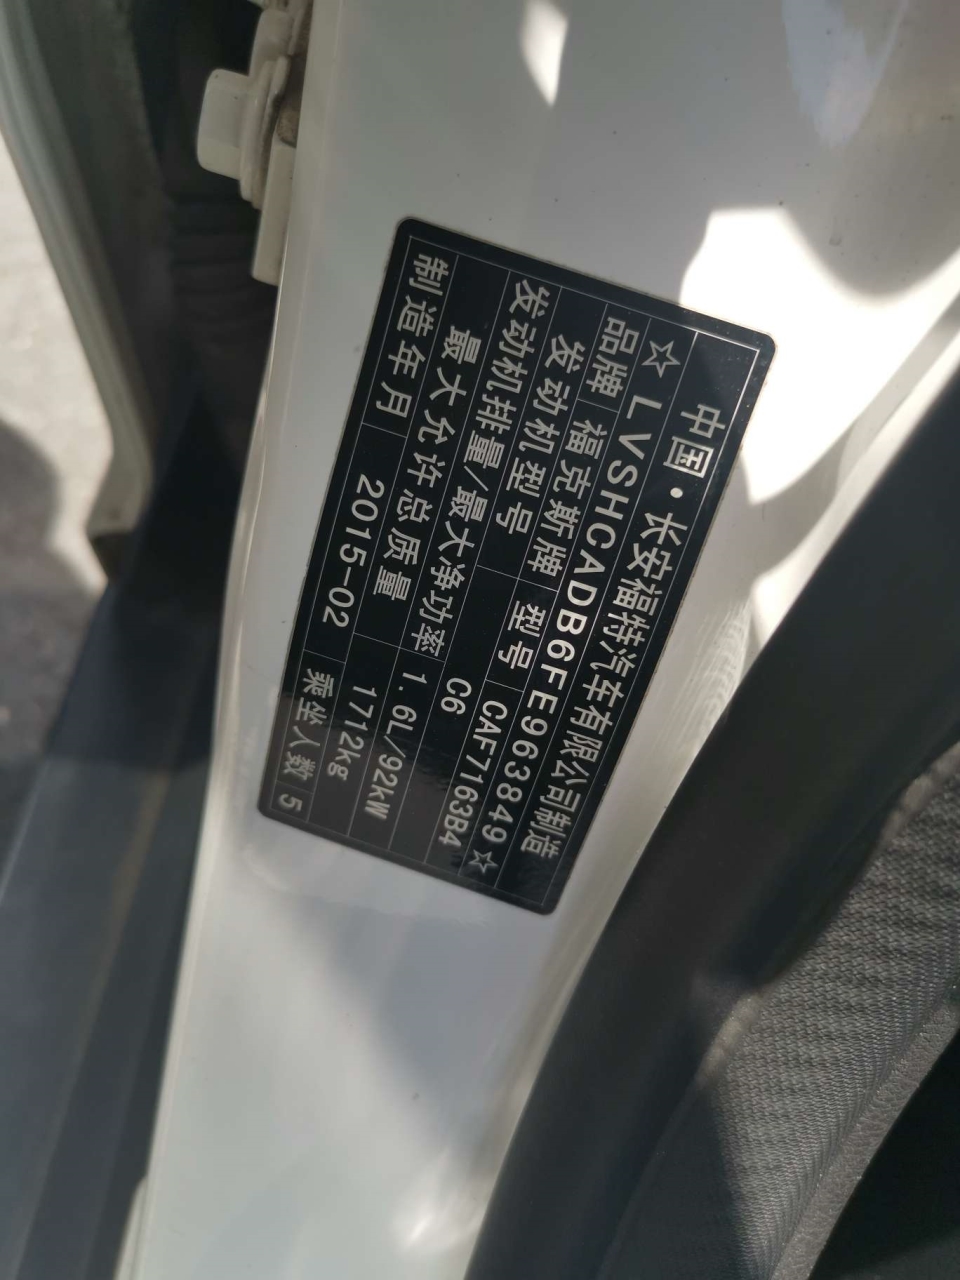 中国·长安福特汽车有限公司制造
☆LVSHCADB6FE963849☆
品牌 福克斯牌 型号 CAF7163B4
发动机型号 C6
发动机排量/最大净功率 1.6L/92kW
最大允许总质量 1712kg
制造年月 2015-02 乘坐人数 5